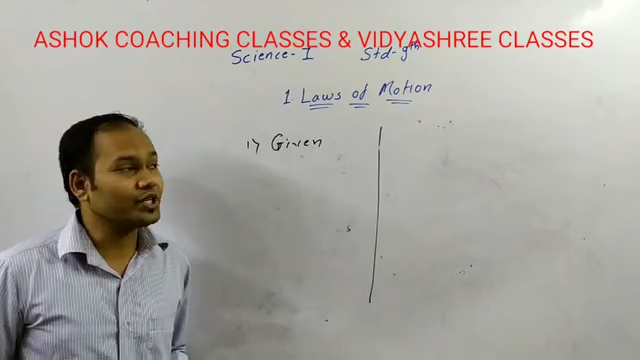 ASHOK COACHING CLASSES & VIDYASHREE CLASSES
Science-I Std-9th
1. Laws of Motion
1) Given